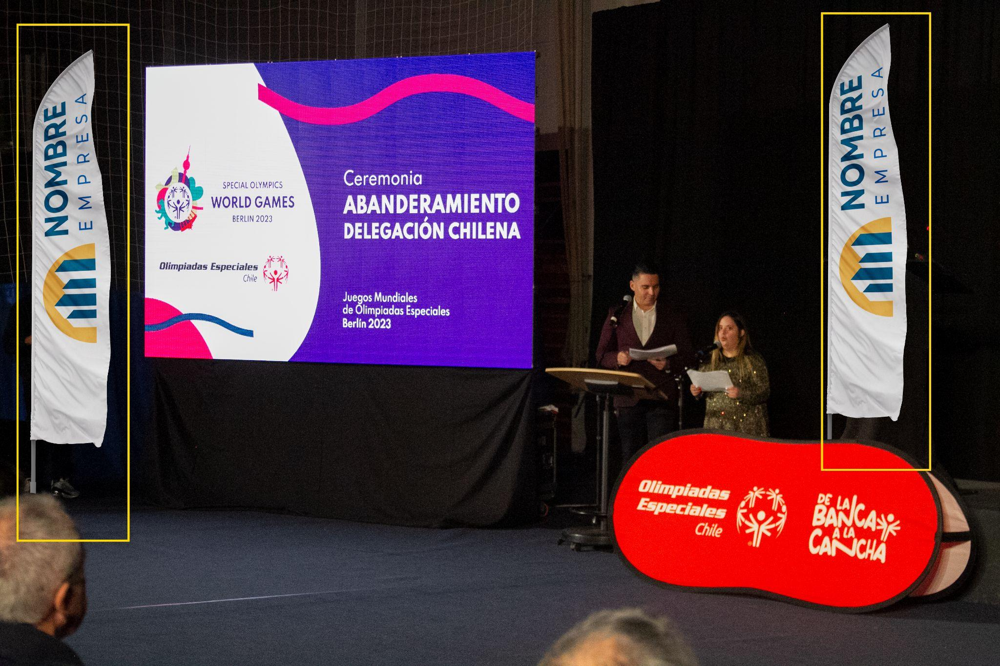 NOMBRE
EMPRESA
SPECIAL OLYMPICS
WORLD GAMES
BERLIN 2023
Olimpiadas Especiales
Chile
Ceremonia
ABANDERAMIENTO
DELEGACIÓN CHILENA
Juegos Mundiales
de Olimpiadas Especiales
Berlín 2023
NOMBRE
EMPRESA
Olimpiadas
Especiales
Chile
DE LA
BANCA
A LA
CANCHA